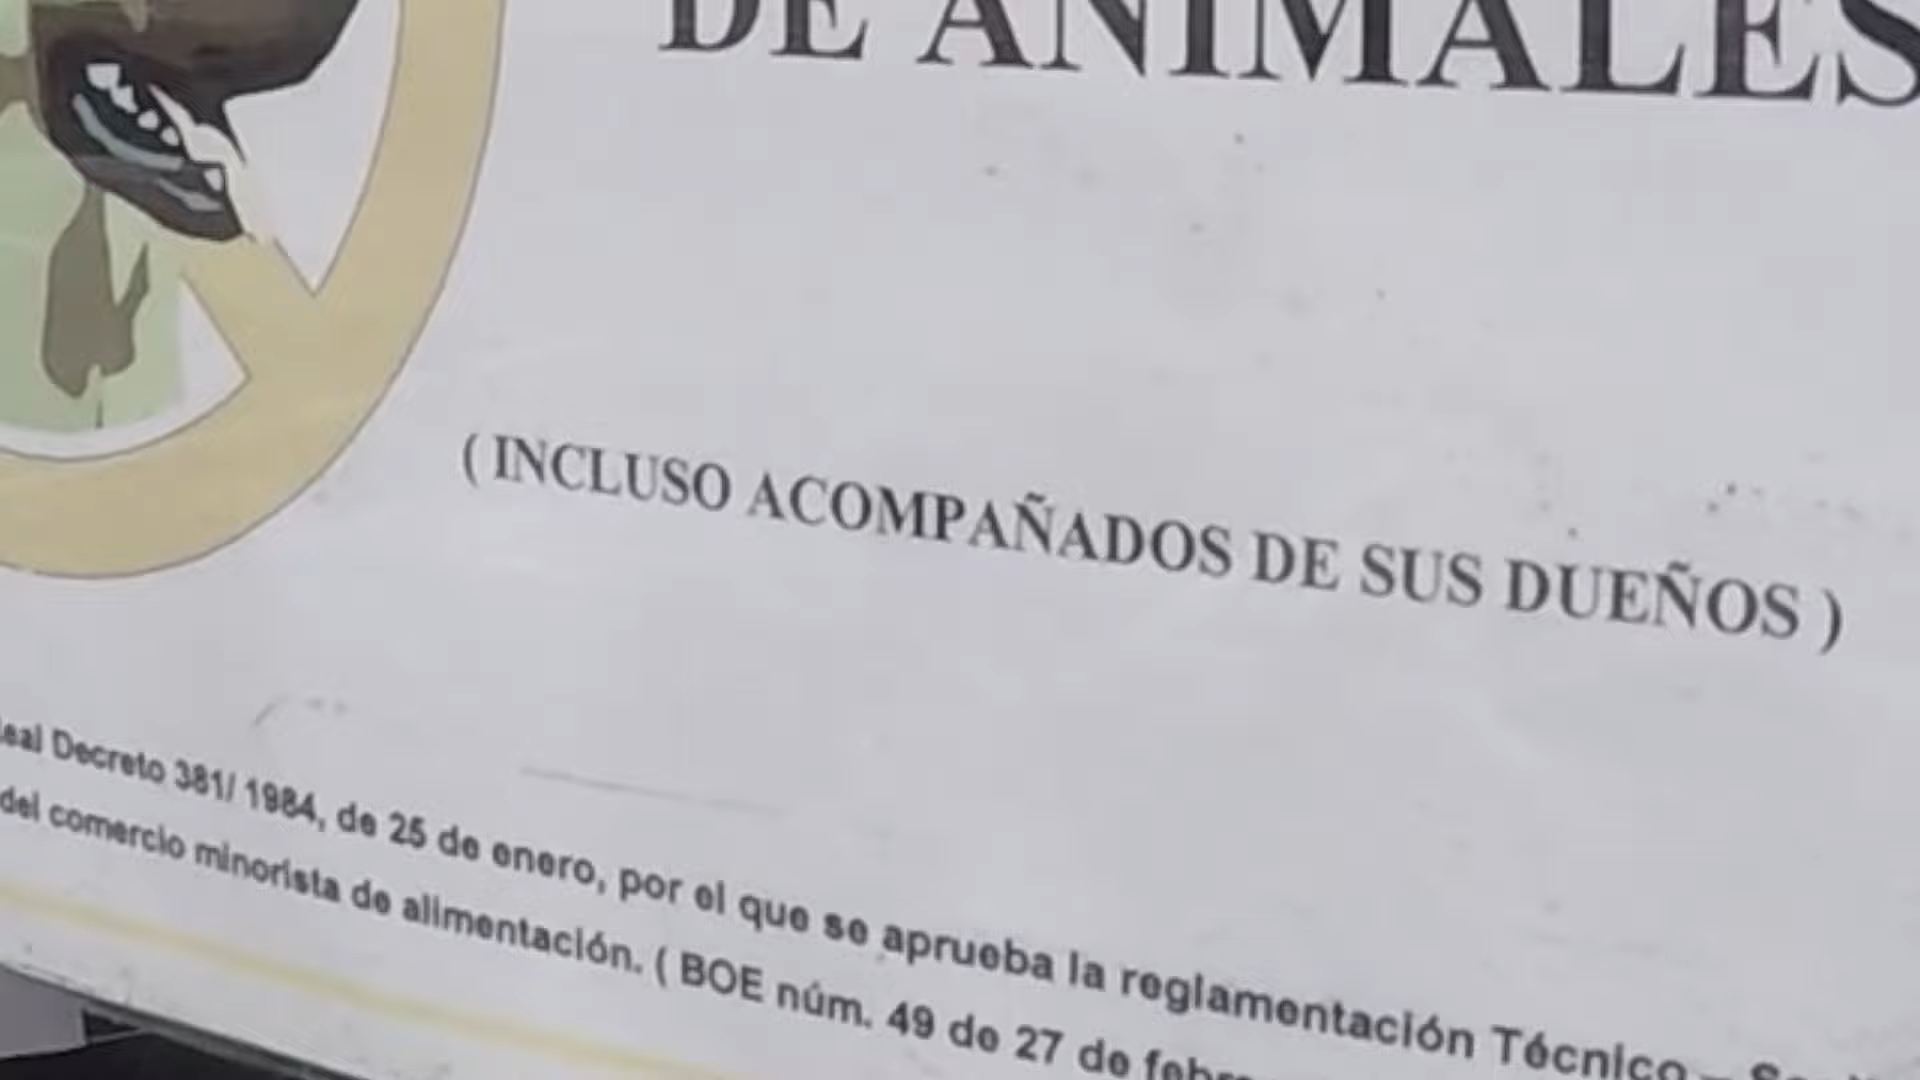 DE ANIMALES
( INCLUSO ACOMPAÑADOS DE SUS DUEÑOS )
Real Decreto 381/ 1984, de 25 de enero, por el que se aprueba la reglamentación Técnico –
del comercio minorista de alimentación. ( BOE núm. 49 de 27 de